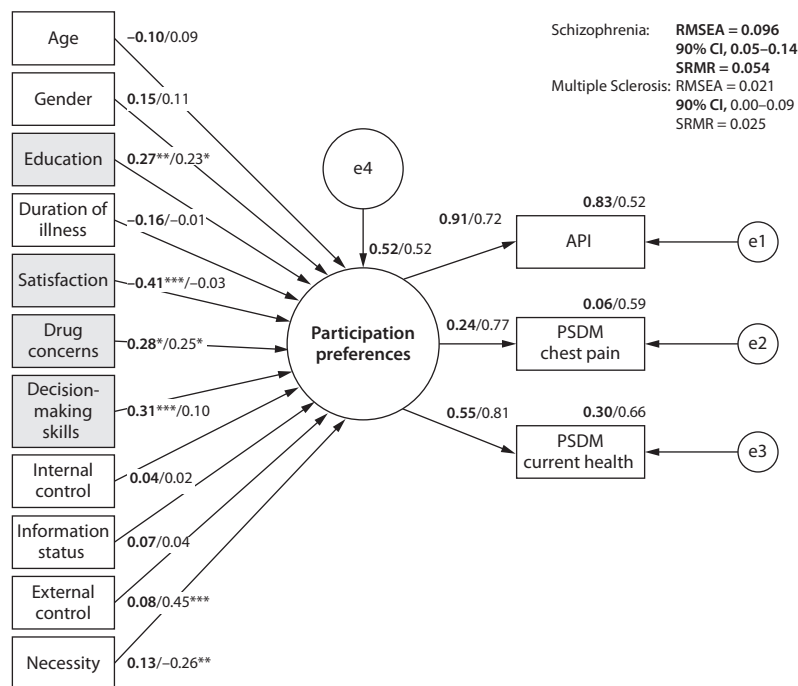 Schizophrenia: RMSEA = 0.096
90% CI, 0.05–0.14
SRMR = 0.054
Multiple Sclerosis: RMSEA = 0.021
90% CI, 0.00–0.09
SRMR = 0.025
Age
–0.10/0.09
Gender
0.15/0.11
Education
0.27**/0.23*
Duration of
illness
–0.16/–0.01
Satisfaction
–0.41***/–0.03
Drug
concerns
0.28*/0.25*
Decision-
making
skills
0.31***/0.10
Internal
control
0.04/0.02
Information
status
0.07/0.04
External
control
0.08/0.45***
Necessity
0.13/–0.26**
e4
0.52/0.52
Participation
preferences
0.91/0.72
0.83/0.52
API
e1
0.24/0.77
0.06/0.59
PSDM
chest pain
e2
0.55/0.81
0.30/0.66
PSDM
current health
e3